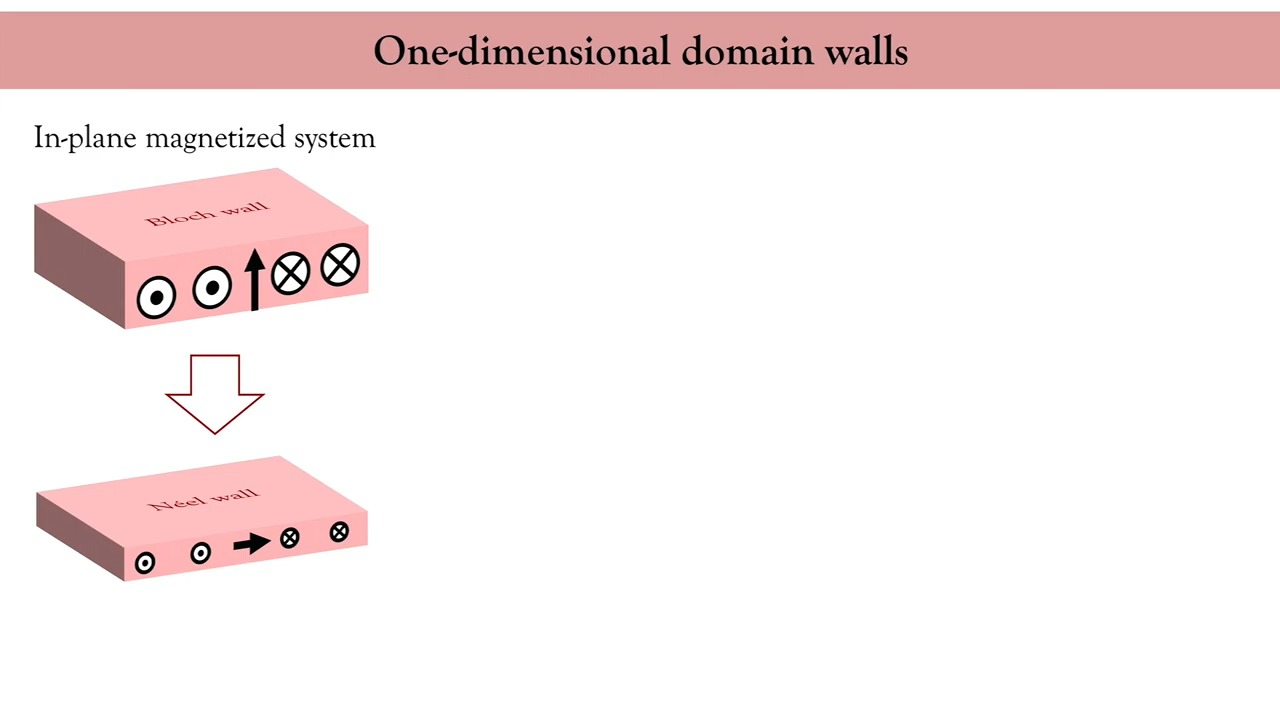 One-dimensional domain walls
In-plane magnetized system
Bloch wall
Néel wall